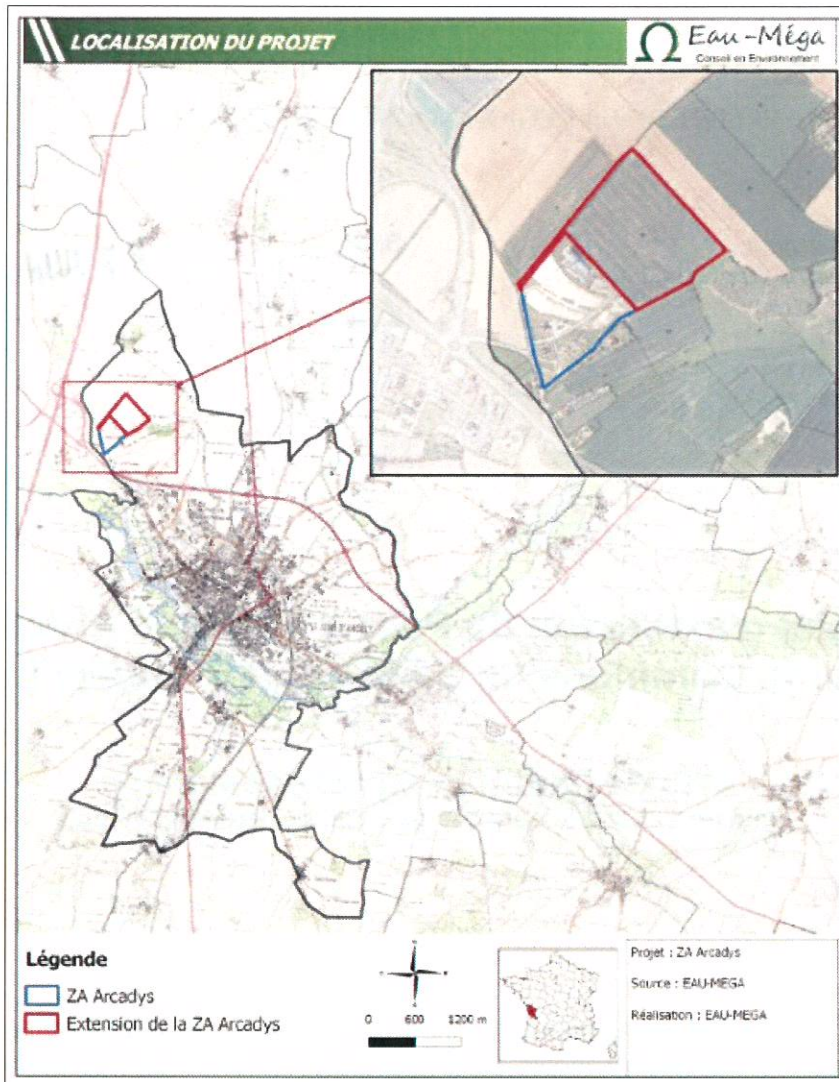 LOCALISATION DU PROJET
Eau-Méga
Conseil en Environnement
Légende
ZA Arcadys
Extension de la ZA Arcadys
0 600 1200 m
Projet : ZA Arcadys
Source : EAU-MEGA
Réalisation : EAU-MEGA